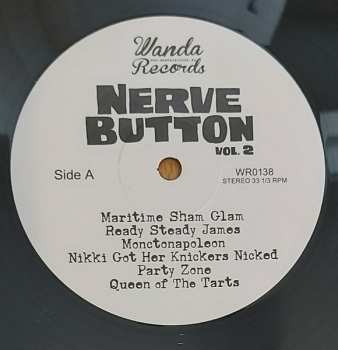 Wanda
Records
NERVE
BUTTON
VOL. 2
Side A
WR0138
STEREO 33 1/3 RPM
Maritime Sham Glam
Ready Steady James
Monctonapoleon
Nikki Got Her Knickers Nicked
Party Zone
Queen of The Tarts